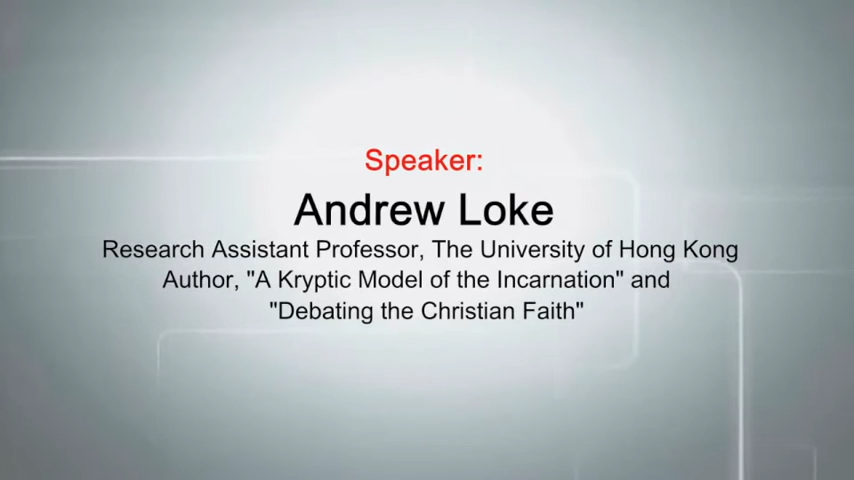 Speaker:
Andrew Loke
Research Assistant Professor, The University of Hong Kong
Author, "A Kryptic Model of the Incarnation" and
"Debating the Christian Faith"